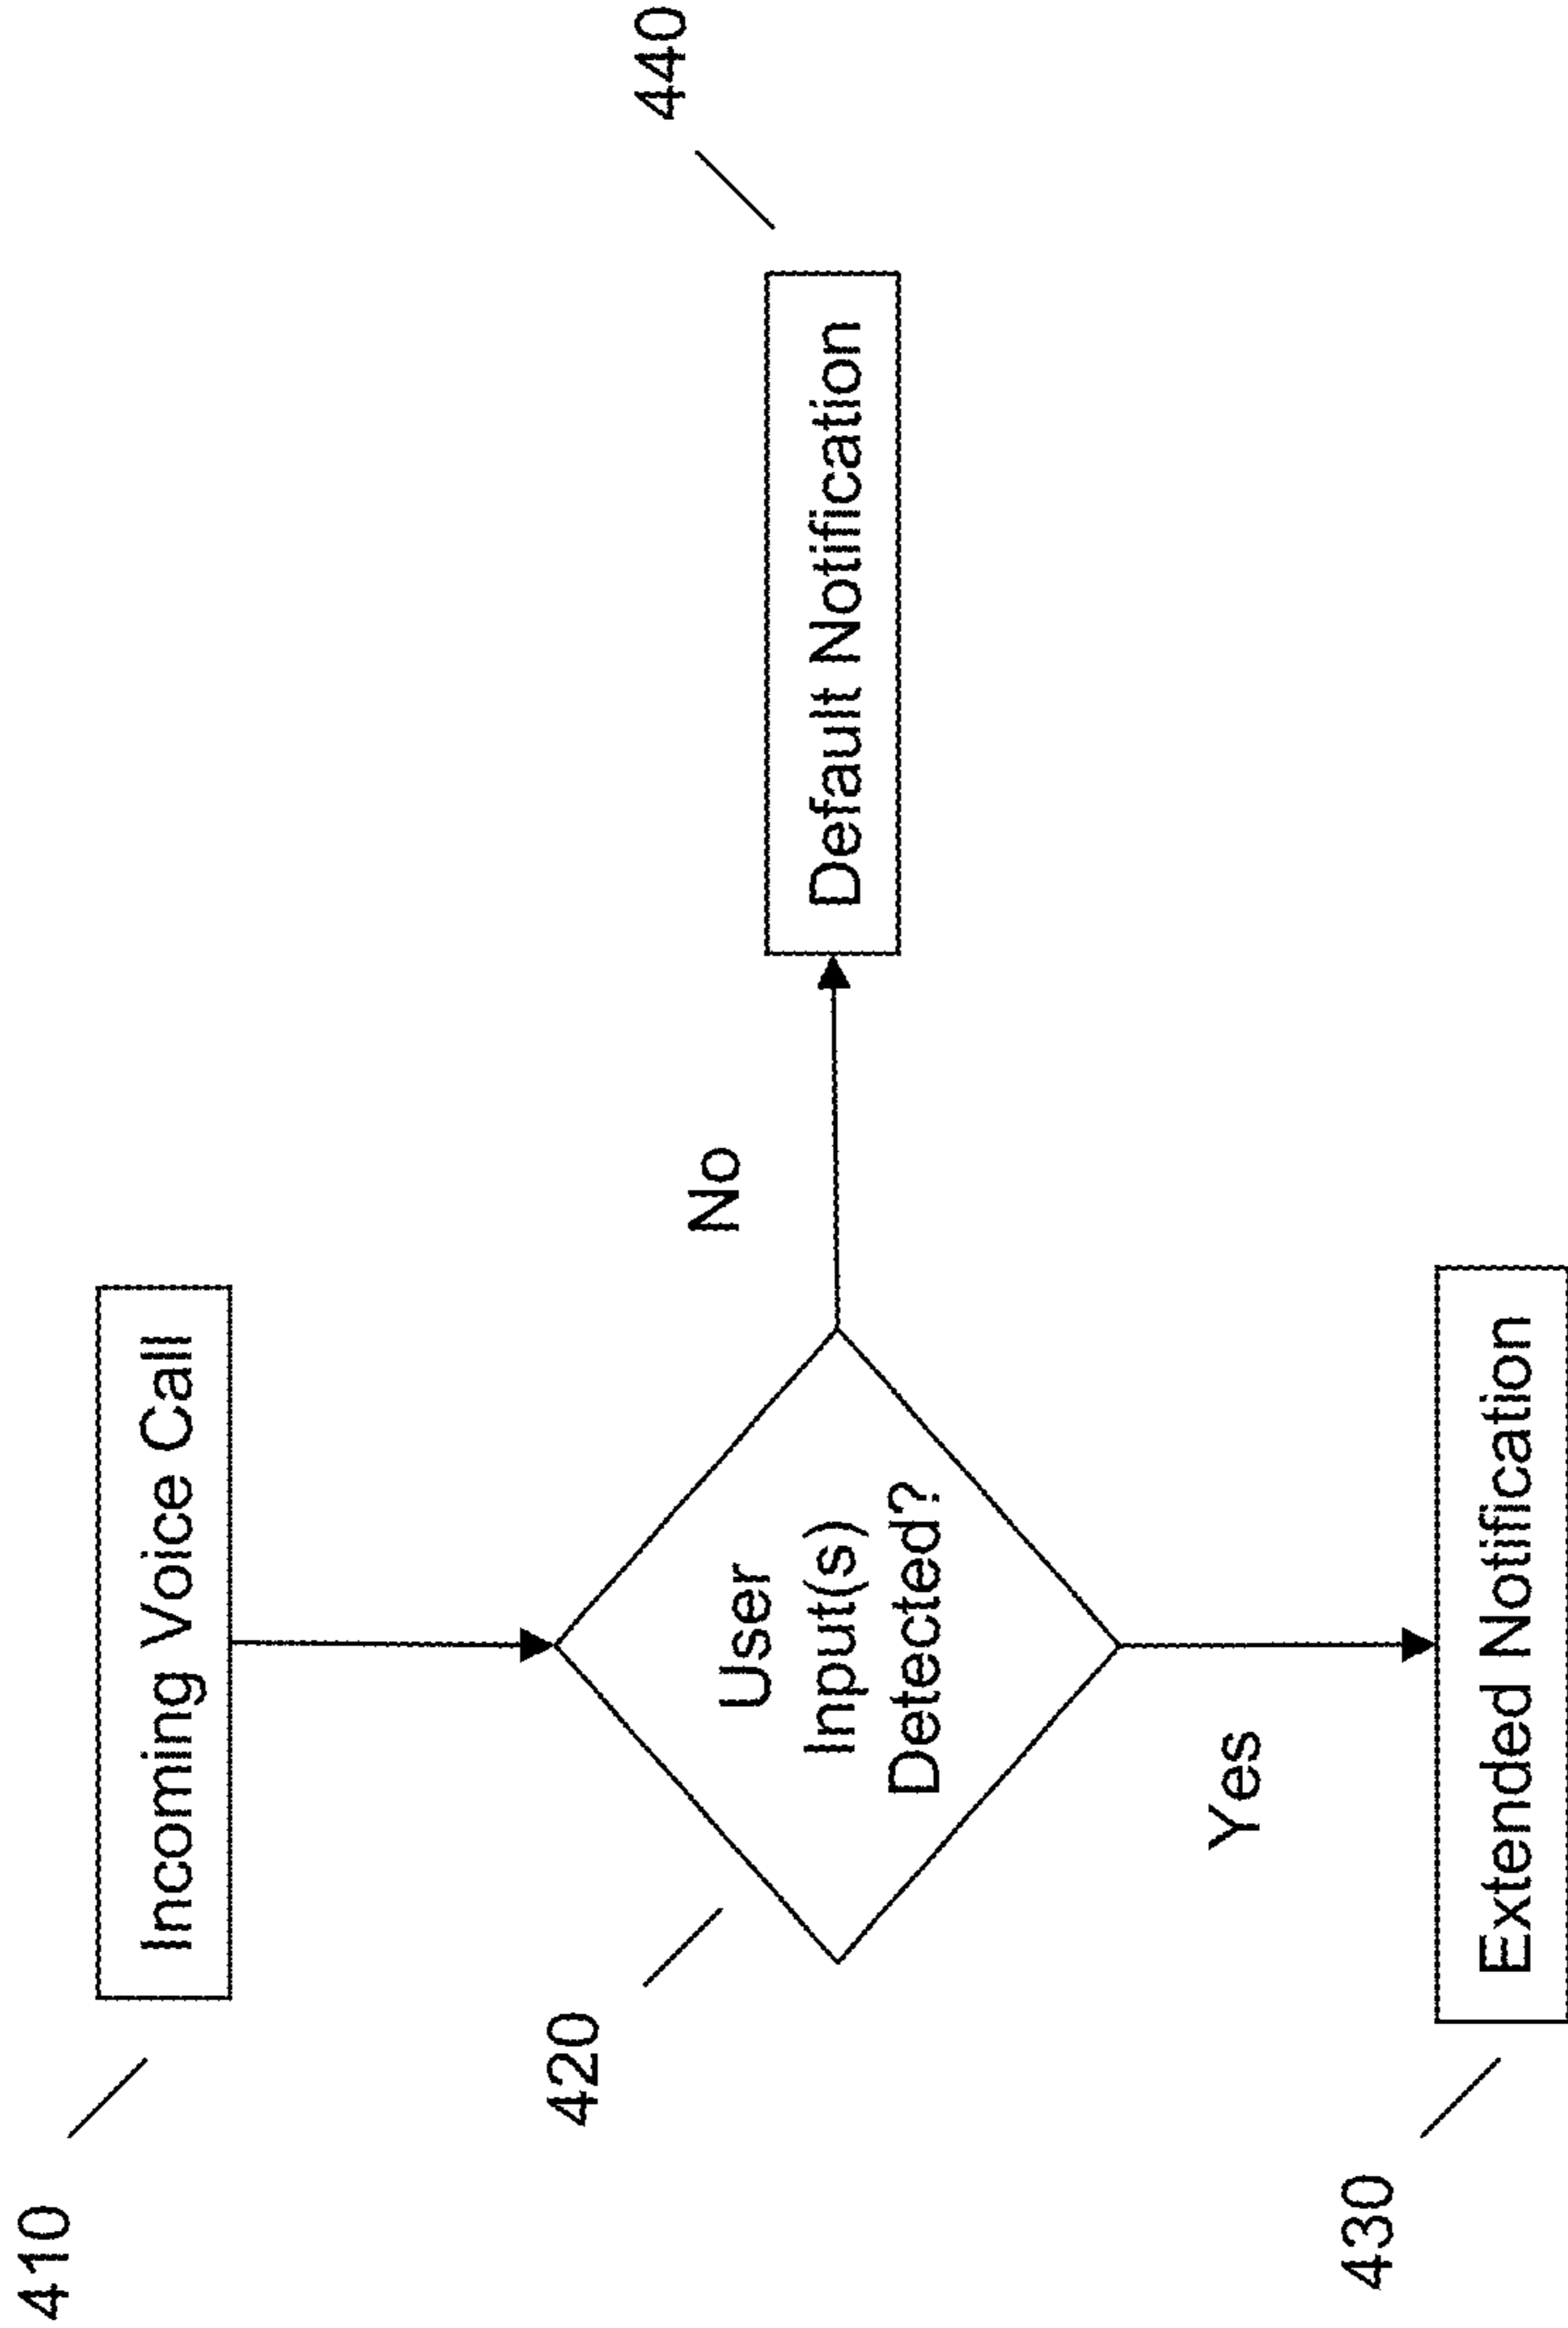 410
Incoming Voice Call
420
User
Input(s)
Detected?
No
440
Default Notification
Yes
430
Extended Notification